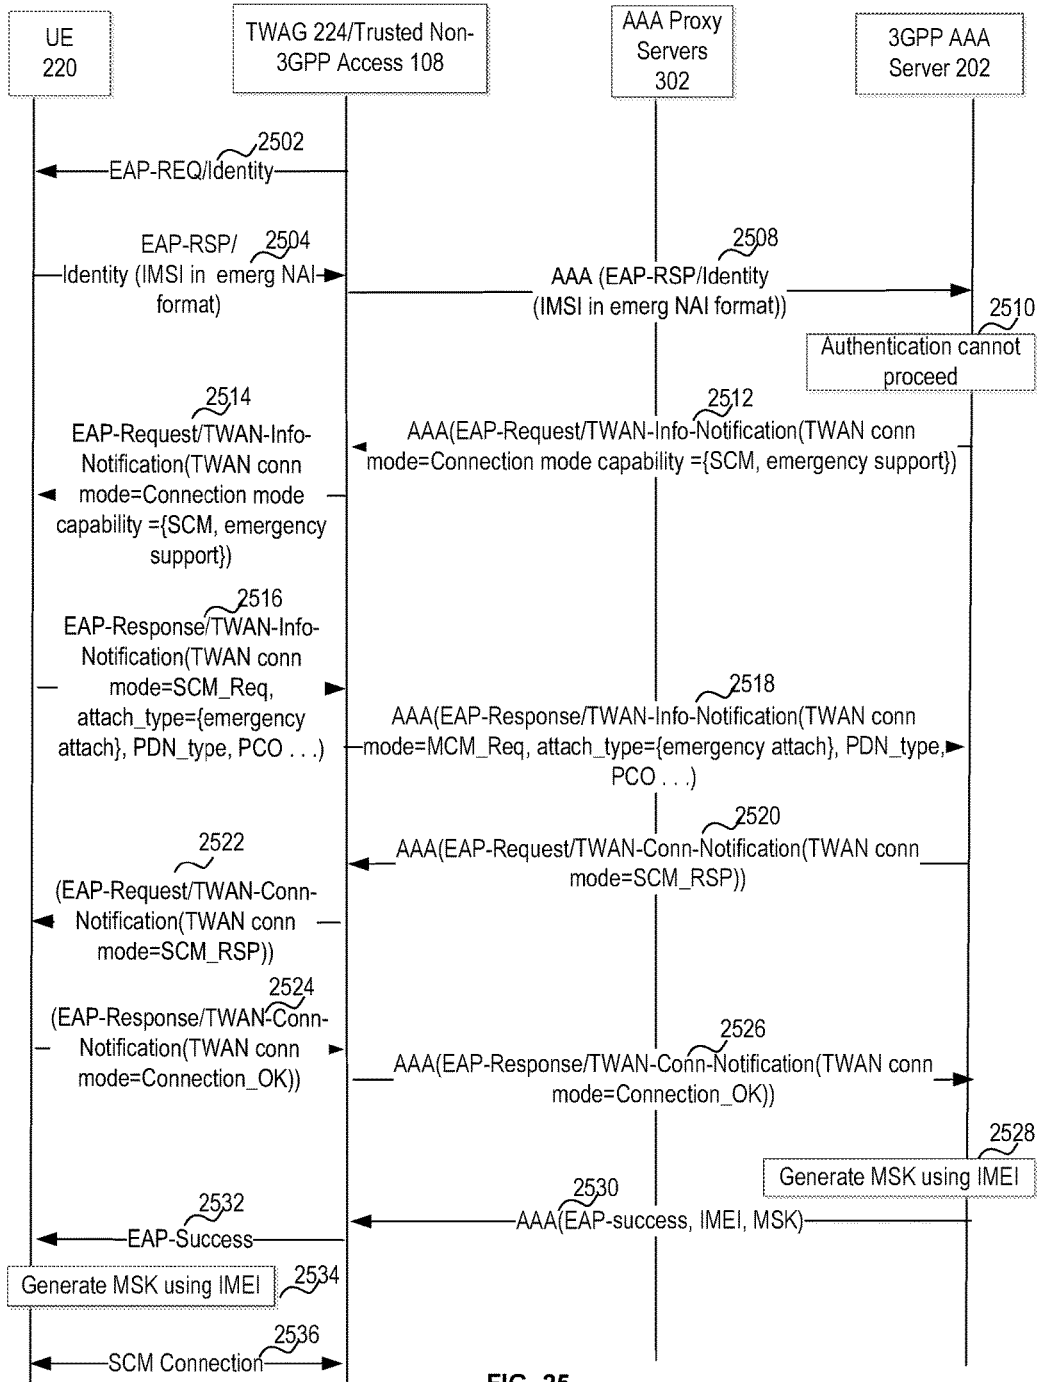 UE
220
TWAG 224/Trusted Non-
3GPP Access 108
AAA Proxy
Servers
302
3GPP AAA
Server 202
2502
EAP-REQ/Identity
EAP-RSP/
2504
Identity (IMSI in emerg NAI
format)
2508
AAA (EAP-RSP/Identity
(IMSI in emerg NAI format))
2510
Authentication cannot
proceed
2512
AAA(EAP-Request/TWAN-Info-Notification(TWAN conn
mode=Connection mode capability ={SCM, emergency support})
2514
EAP-Request/TWAN-Info-
Notification(TWAN conn
mode=Connection mode
capability ={SCM, emergency
support})
2516
EAP-Response/TWAN-Info-
Notification(TWAN conn
mode=SCM_Req,
attach_type={emergency
attach}, PDN_type, PCO . . .)
2518
AAA(EAP-Response/TWAN-Info-Notification(TWAN conn
mode=MCM_Req, attach_type={emergency attach}, PDN_type,
PCO . . .)
2520
AAA(EAP-Request/TWAN-Conn-Notification(TWAN conn
mode=SCM_RSP))
2522
(EAP-Request/TWAN-Conn-
Notification(TWAN conn
mode=SCM_RSP))
2524
(EAP-Response/TWAN-Conn-
Notification(TWAN conn
mode=Connection_OK))
2526
AAA(EAP-Response/TWAN-Conn-Notification(TWAN conn
mode=Connection_OK))
2528
Generate MSK using IMEI
2530
AAA(EAP-success, IMEI, MSK)
2532
EAP-Success
Generate MSK using IMEI
2534
2536
SCM Connection
FIG. 25